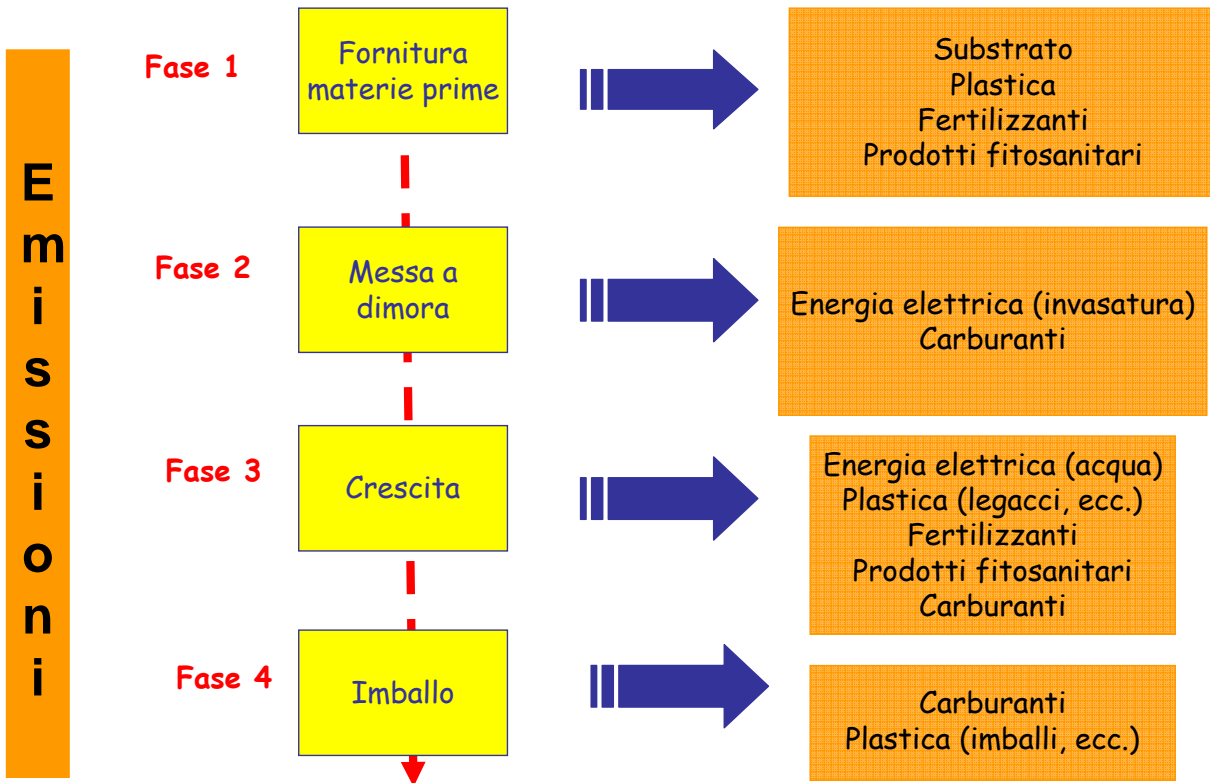 Emissioni
Fase 1
Fornitura
materie prime
Substrato
Plastica
Fertilizzanti
Prodotti fitosanitari
Fase 2
Messa a
dimora
Energia elettrica (invasatura)
Carburanti
Fase 3
Crescita
Energia elettrica (acqua)
Plastica (legacci, ecc.)
Fertilizzanti
Prodotti fitosanitari
Carburanti
Fase 4
Imballo
Carburanti
Plastica (imballi, ecc.)